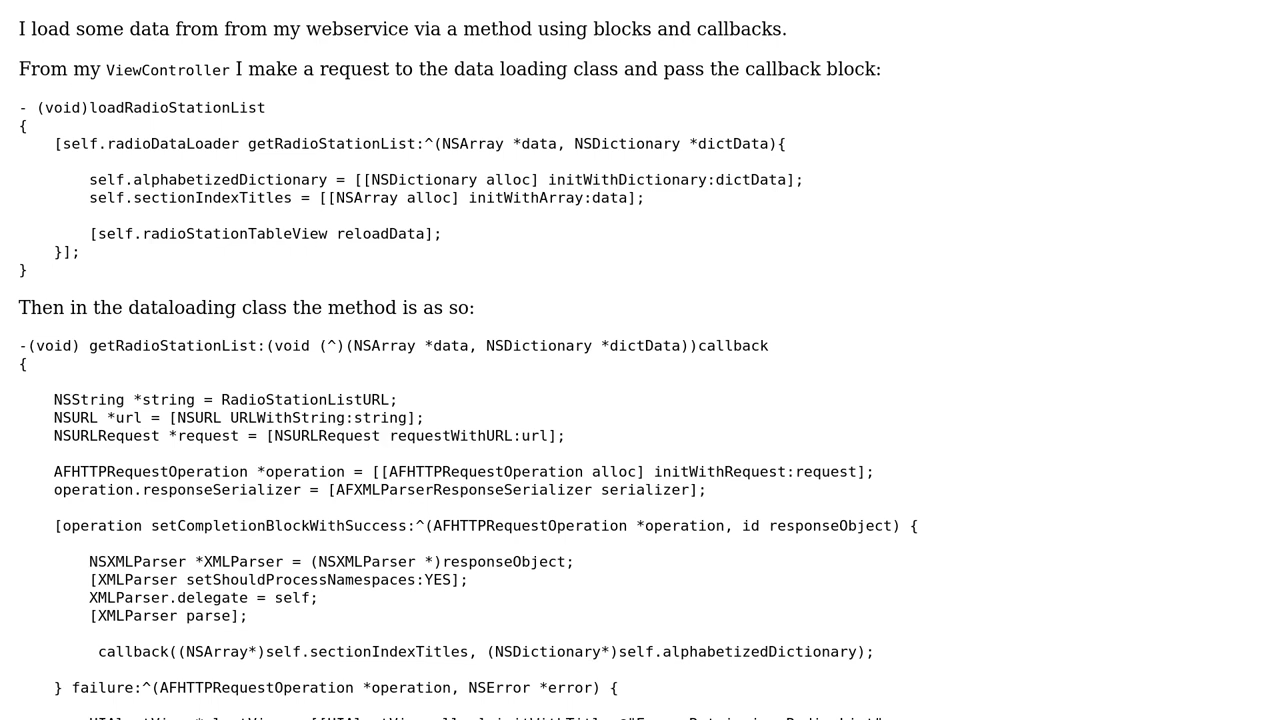 I load some data from from my webservice via a method using blocks and callbacks.
From my ViewController I make a request to the data loading class and pass the callback block:
- (void)loadRadioStationList
{
    [self.radioDataLoader getRadioStationList:^(NSArray *data, NSDictionary *dictData){
        self.alphabetizedDictionary = [[NSDictionary alloc] initWithDictionary:dictData];
        self.sectionIndexTitles = [[NSArray alloc] initWithArray:data];
        [self.radioStationTableView reloadData];
    }];
}
Then in the dataloading class the method is as so:
-(void) getRadioStationList:(void (^)(NSArray *data, NSDictionary *dictData))callback
{
    NSString *string = RadioStationListURL;
    NSURL *url = [NSURL URLWithString:string];
    NSURLRequest *request = [NSURLRequest requestWithURL:url];
    AFHTTPRequestOperation *operation = [[AFHTTPRequestOperation alloc] initWithRequest:request];
    operation.responseSerializer = [AFXMLParserResponseSerializer serializer];
    [operation setCompletionBlockWithSuccess:^(AFHTTPRequestOperation *operation, id responseObject) {
        NSXMLParser *XMLParser = (NSXMLParser *)responseObject;
        [XMLParser setShouldProcessNamespaces:YES];
        XMLParser.delegate = self;
        [XMLParser parse];
         callback((NSArray*)self.sectionIndexTitles, (NSDictionary*)self.alphabetizedDictionary);
    } failure:^(AFHTTPRequestOperation *operation, NSError *error) {